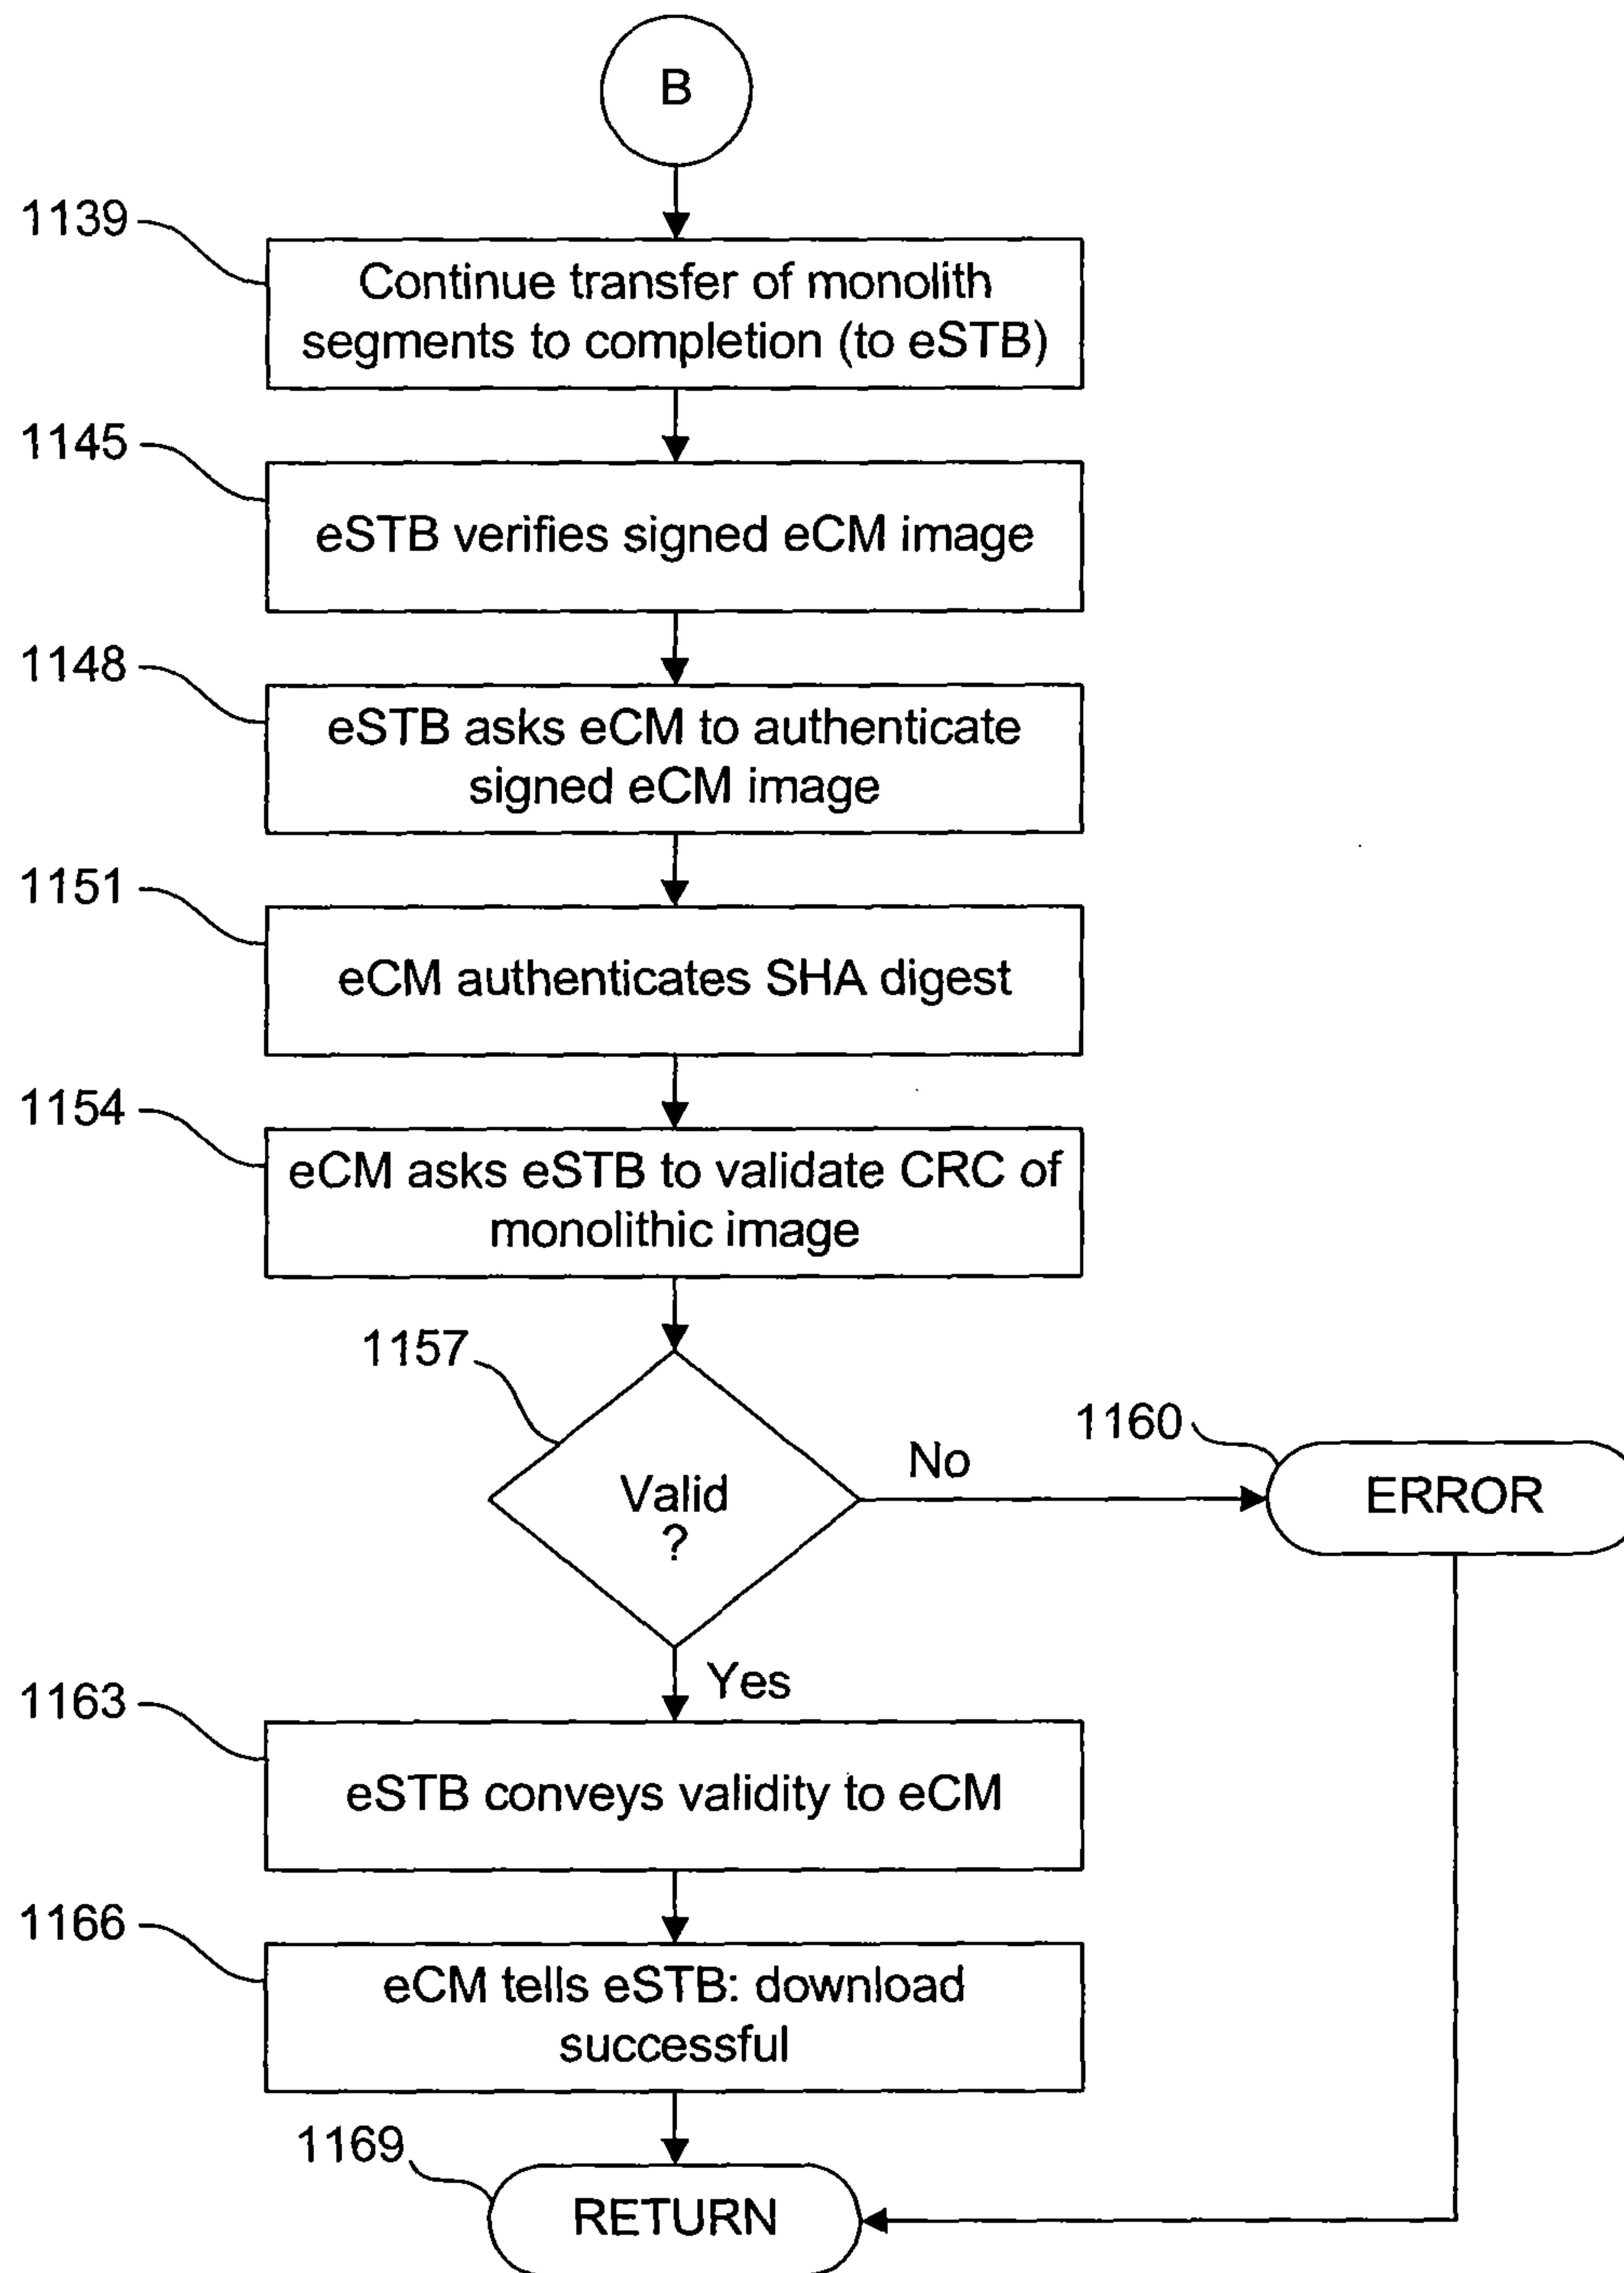 B
1139
Continue transfer of monolith
segments to completion (to eSTB)
1145
eSTB verifies signed eCM image
1148
eSTB asks eCM to authenticate
signed eCM image
1151
eCM authenticates SHA digest
1154
eCM asks eSTB to validate CRC of
monolithic image
1157
Valid
?
No
1160
ERROR
Yes
1163
eSTB conveys validity to eCM
1166
eCM tells eSTB: download
successful
1169
RETURN